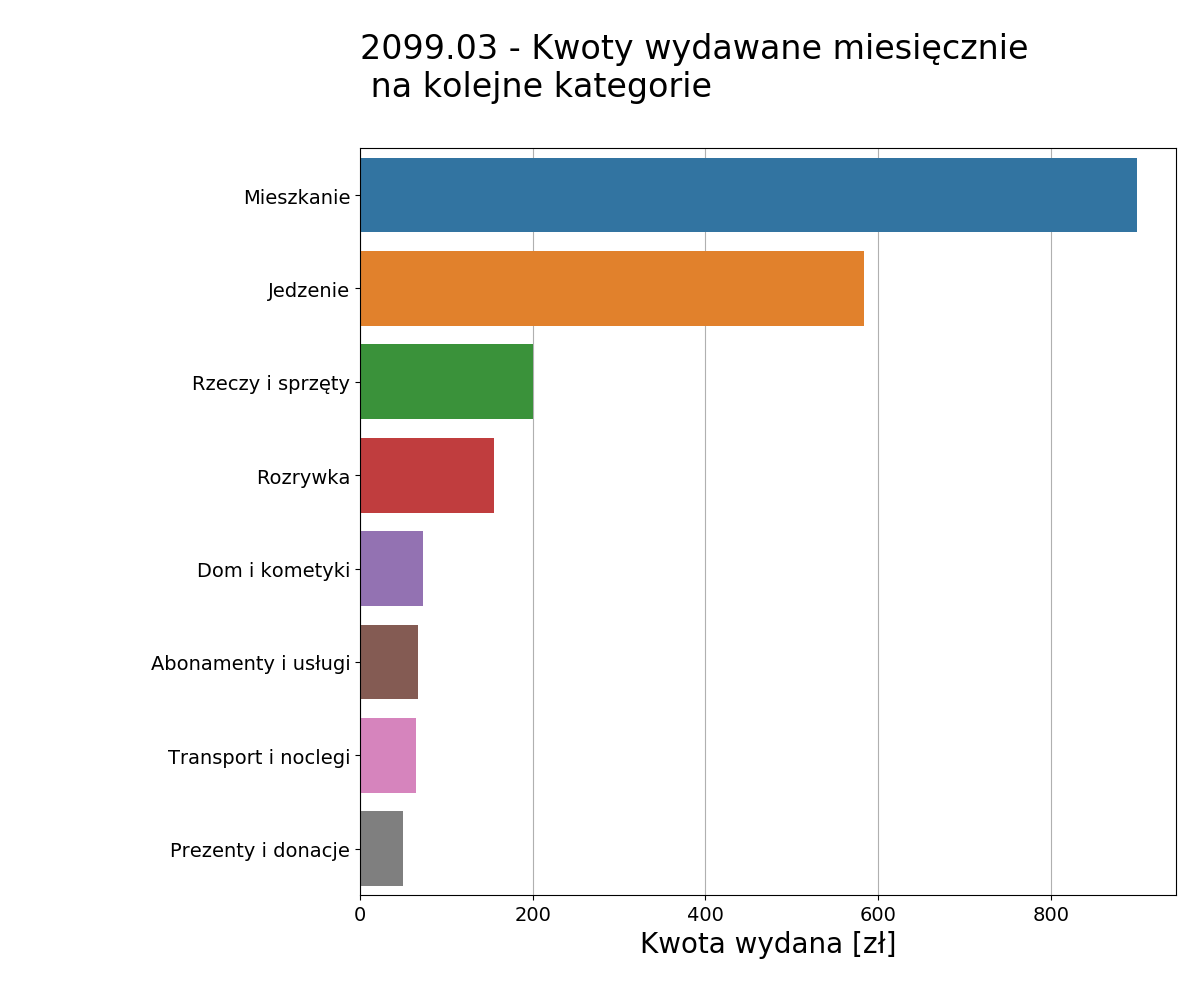 2099.03 - Kwoty wydawane miesięcznie
na kolejne kategorie
Mieszkanie
Jedzenie
Rzeczy i sprzęty
Rozrywka
Dom i kometyki
Abonamenty i usługi
Transport i noclegi
Prezenty i donacje
0 200 400 600 800
Kwota wydana [zł]